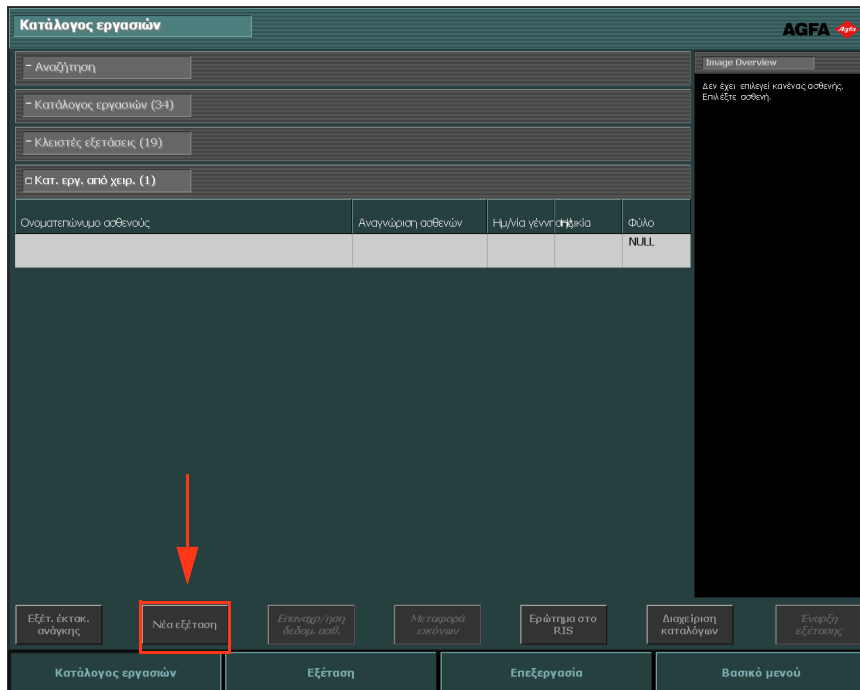 Κατάλογος εργασιών
AGFA Agfa
- Αναζήτηση
- Κατάλογος εργασιών (34)
- Κλειστές εξετάσεις (19)
Κατ. εργ. από χειρ. (1)
Image Overview
Δεν έχει επιλεγεί κανένας ασθενής.
Επιλέξτε ασθενή.
Ονοματεπώνυμο ασθενούς Αναγνώριση ασθενών Ημ/νία γέννησης Ηλικία Φύλο
NULL
Εξέτ. έκτακ.
ανάγκης
Νέα εξέταση
Επαναχρ/ηση
δεδομ. ασθ.
Μεταφορά
εικόνων
Ερώτημα στο
RIS
Διαχείριση
καταλόγων
Έναρξη
εξέτασης
Κατάλογος εργασιών Εξέταση Επεξεργασία Βασικό μενού